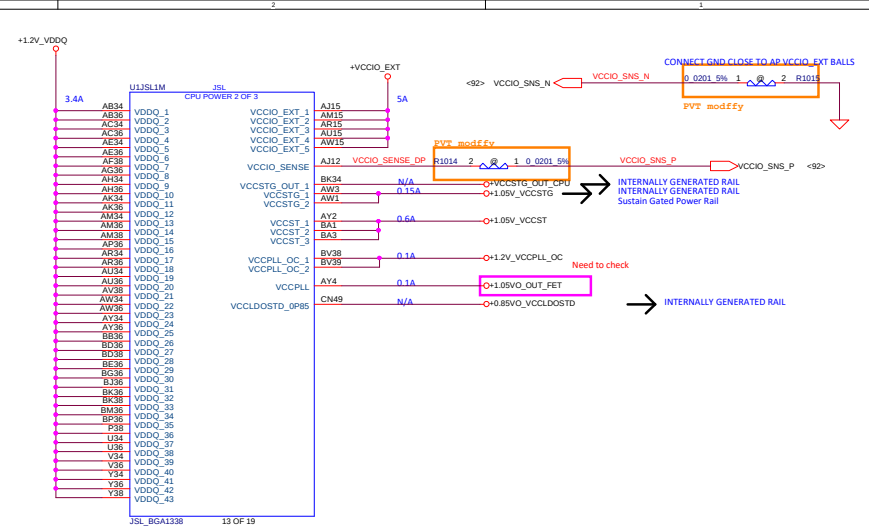 2
1
+1.2V_VDDQ
+VCCIO_EXT
3.4A
5A
U1JSL1M
JSL
CPU POWER 2 OF 3
AB34 VDDQ_1
AB36 VDDQ_2
AC34 VDDQ_3
AC36 VDDQ_4
AE34 VDDQ_5
AE36 VDDQ_6
AF38 VDDQ_7
AG36 VDDQ_8
AH34 VDDQ_9
AH36 VDDQ_10
AK34 VDDQ_11
AK36 VDDQ_12
AM34 VDDQ_13
AM36 VDDQ_14
AM38 VDDQ_15
AP36 VDDQ_16
AR34 VDDQ_17
AR36 VDDQ_18
AU34 VDDQ_19
AU36 VDDQ_20
AV38 VDDQ_21
AW34 VDDQ_22
AW36 VDDQ_23
AY34 VDDQ_24
AY36 VDDQ_25
BB36 VDDQ_26
BD36 VDDQ_27
BD38 VDDQ_28
BE36 VDDQ_29
BG36 VDDQ_30
BJ36 VDDQ_31
BK36 VDDQ_32
BK38 VDDQ_33
BM36 VDDQ_34
BP36 VDDQ_35
P38 VDDQ_36
U34 VDDQ_37
U36 VDDQ_38
V34 VDDQ_39
V36 VDDQ_40
Y34 VDDQ_41
Y36 VDDQ_42
Y38 VDDQ_43
VCCIO_EXT_1 AJ15
VCCIO_EXT_2 AM15
VCCIO_EXT_3 AR15
VCCIO_EXT_4 AU15
VCCIO_EXT_5 AW15
VCCIO_SENSE AJ12 VCCIO_SENSE_DP
VCCSTG_OUT_1 BK34 N/A +VCCSTG_OUT_CPU
VCCSTG_1 AW3 0.15A +1.05V_VCCSTG
VCCSTG_2 AW1
VCCST_1 AY2 0.6A +1.05V_VCCST
VCCST_2 BA1
VCCST_3 BA3
VCCPLL_OC_1 BV38 0.1A +1.2V_VCCPLL_OC
VCCPLL_OC_2 BV39
VCCPLL AY4 0.1A +1.05VO_OUT_FET
VCCLDOSTD_0P85 CN49 N/A +0.85VO_VCCLDOSTD
JSL_BGA1338
13 OF 19
CONNECT GND CLOSE TO AP.VCCIO_EXT BALLS
<92> VCCIO_SNS_N VCCIO_SNS_N 0_0201_5% 1 @ 2 R1015
PVT modffy
PVT modffy
R1014 2 @ 1 0_0201_5% VCCIO_SNS_P VCCIO_SNS_P <92>
INTERNALLY GENERATED RAIL
INTERNALLY GENERATED RAIL
Sustain Gated Power Rail
Need to check
INTERNALLY GENERATED RAIL